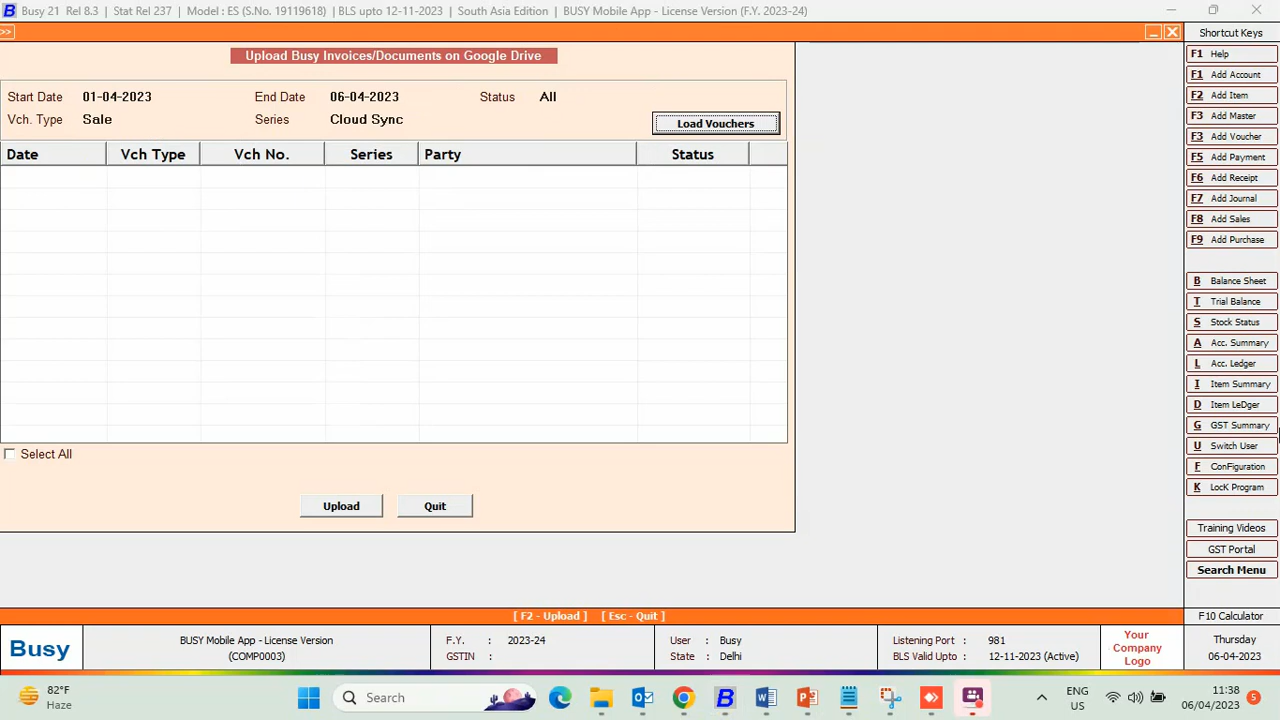 Busy 21 Rel 8.3 | Stat Rel 237 | Model : ES (S.No. 19119618) | BLS upto 12-11-2023 | South Asia Edition | BUSY Mobile App - License Version (F.Y. 2023-24)
>>
Shortcut Keys
Upload Busy Invoices/Documents on Google Drive
Start Date 01-04-2023 End Date 06-04-2023 Status All
Vch. Type Sale Series Cloud Sync
Load Vouchers
Date Vch Type Vch No. Series Party Status
Select All
Upload Quit
F1 Help
F1 Add Account
F2 Add Item
F3 Add Master
F3 Add Voucher
F5 Add Payment
F6 Add Receipt
F7 Add Journal
F8 Add Sales
F9 Add Purchase
B Balance Sheet
T Trial Balance
S Stock Status
A Acc. Summary
L Acc. Ledger
I Item Summary
D Item LeDger
G GST Summary
U Switch User
F ConFiguration
K LocK Program
Training Videos
GST Portal
Search Menu
[ F2 - Upload ] [ Esc - Quit ]
F10 Calculator
Busy
BUSY Mobile App - License Version
(COMP0003)
F.Y. : 2023-24
GSTIN :
User : Busy
State : Delhi
Listening Port : 981
BLS Valid Upto : 12-11-2023 (Active)
Your
Company
Logo
Thursday
06-04-2023
82°F
Haze
Search
ENG
US
11:38
06/04/2023
5